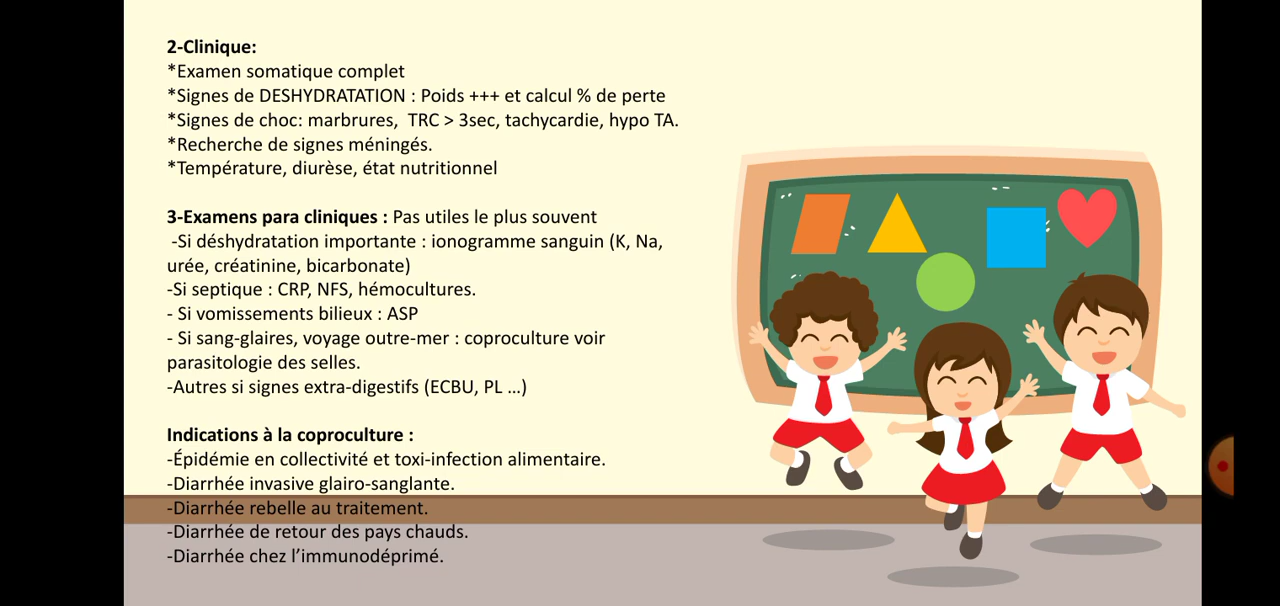 2-Clinique:
*Examen somatique complet
*Signes de DESHYDRATATION : Poids +++ et calcul % de perte
*Signes de choc: marbrures, TRC > 3sec, tachycardie, hypo TA.
*Recherche de signes méningés.
*Température, diurèse, état nutritionnel
3-Examens para cliniques : Pas utiles le plus souvent
-Si déshydratation importante : ionogramme sanguin (K, Na,
urée, créatinine, bicarbonate)
-Si septique : CRP, NFS, hémocultures.
- Si vomissements bilieux : ASP
- Si sang-glaires, voyage outre-mer : coproculture voir
parasitologie des selles.
-Autres si signes extra-digestifs (ECBU, PL ...)
Indications à la coproculture :
-Épidémie en collectivité et toxi-infection alimentaire.
-Diarrhée invasive glairo-sanglante.
-Diarrhée rebelle au traitement.
-Diarrhée de retour des pays chauds.
-Diarrhée chez l’immunodéprimé.